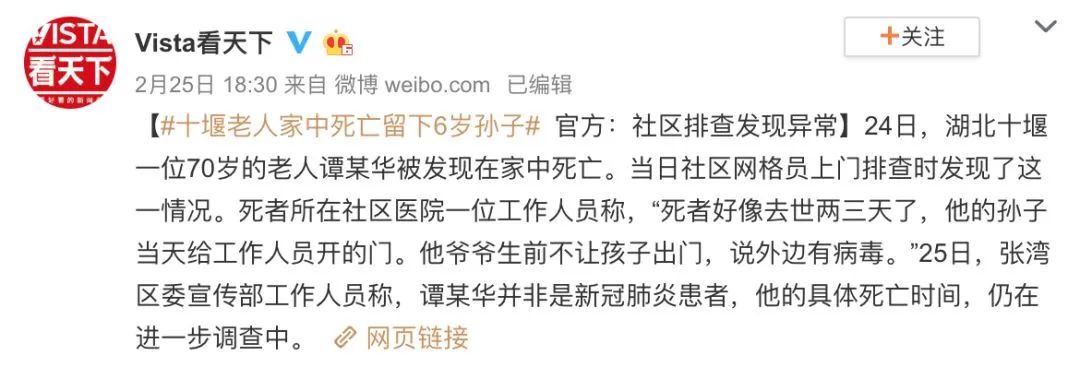 VISTA
看天下
好看的新闻
Vista看天下
6
+关注
2月25日 18:30 来自 微博 weibo.com 已编辑
【#十堰老人家中死亡留下6岁孙子# 官方：社区排查发现异常】24日，湖北十堰
一位70岁的老人谭某华被发现在家中死亡。当日社区网格员上门排查时发现了这
一情况。死者所在社区医院一位工作人员称，“死者好像去世两三天了，他的孙子
当天给工作人员开的门。他爷爷生前不让孩子出门，说外边有病毒。”25日，张湾
区委宣传部工作人员称，谭某华并非是新冠肺炎患者，他的具体死亡时间，仍在
进一步调查中。 网页链接